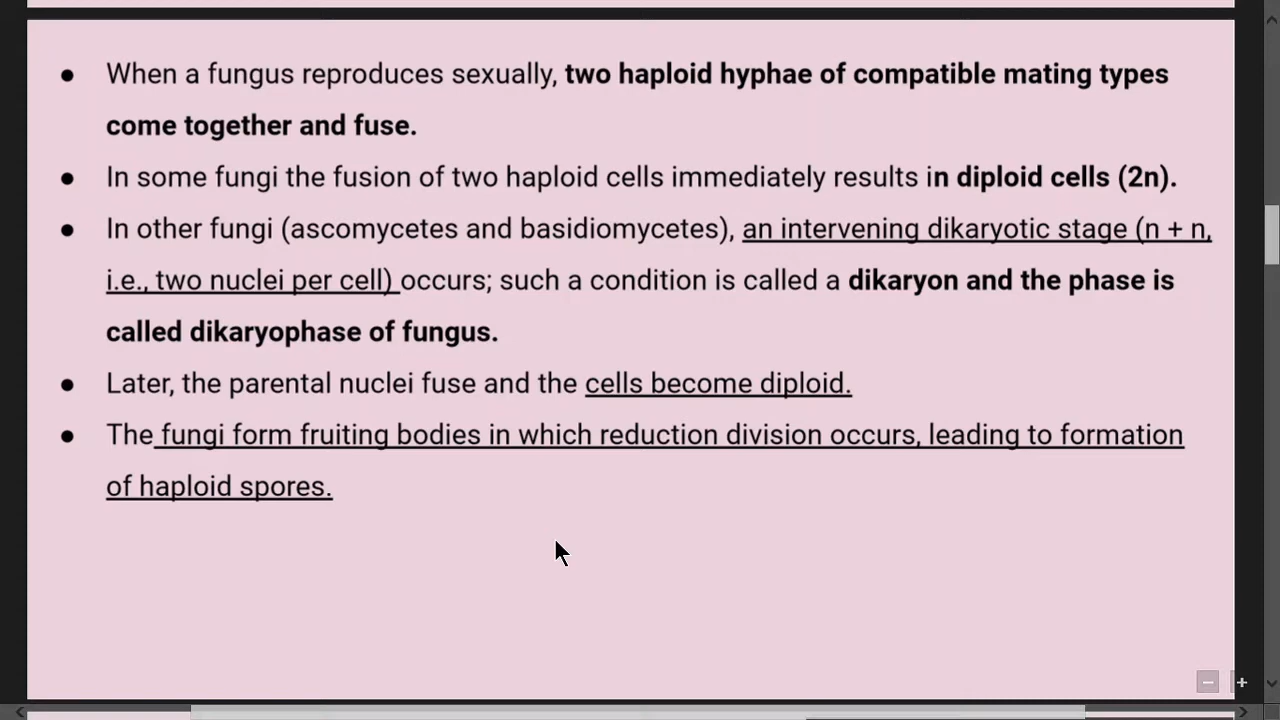 ● When a fungus reproduces sexually, two haploid hyphae of compatible mating types
come together and fuse.
● In some fungi the fusion of two haploid cells immediately results in diploid cells (2n).
● In other fungi (ascomycetes and basidiomycetes), an intervening dikaryotic stage (n + n,
i.e., two nuclei per cell) occurs; such a condition is called a dikaryon and the phase is
called dikaryophase of fungus.
● Later, the parental nuclei fuse and the cells become diploid.
● The fungi form fruiting bodies in which reduction division occurs, leading to formation
of haploid spores.